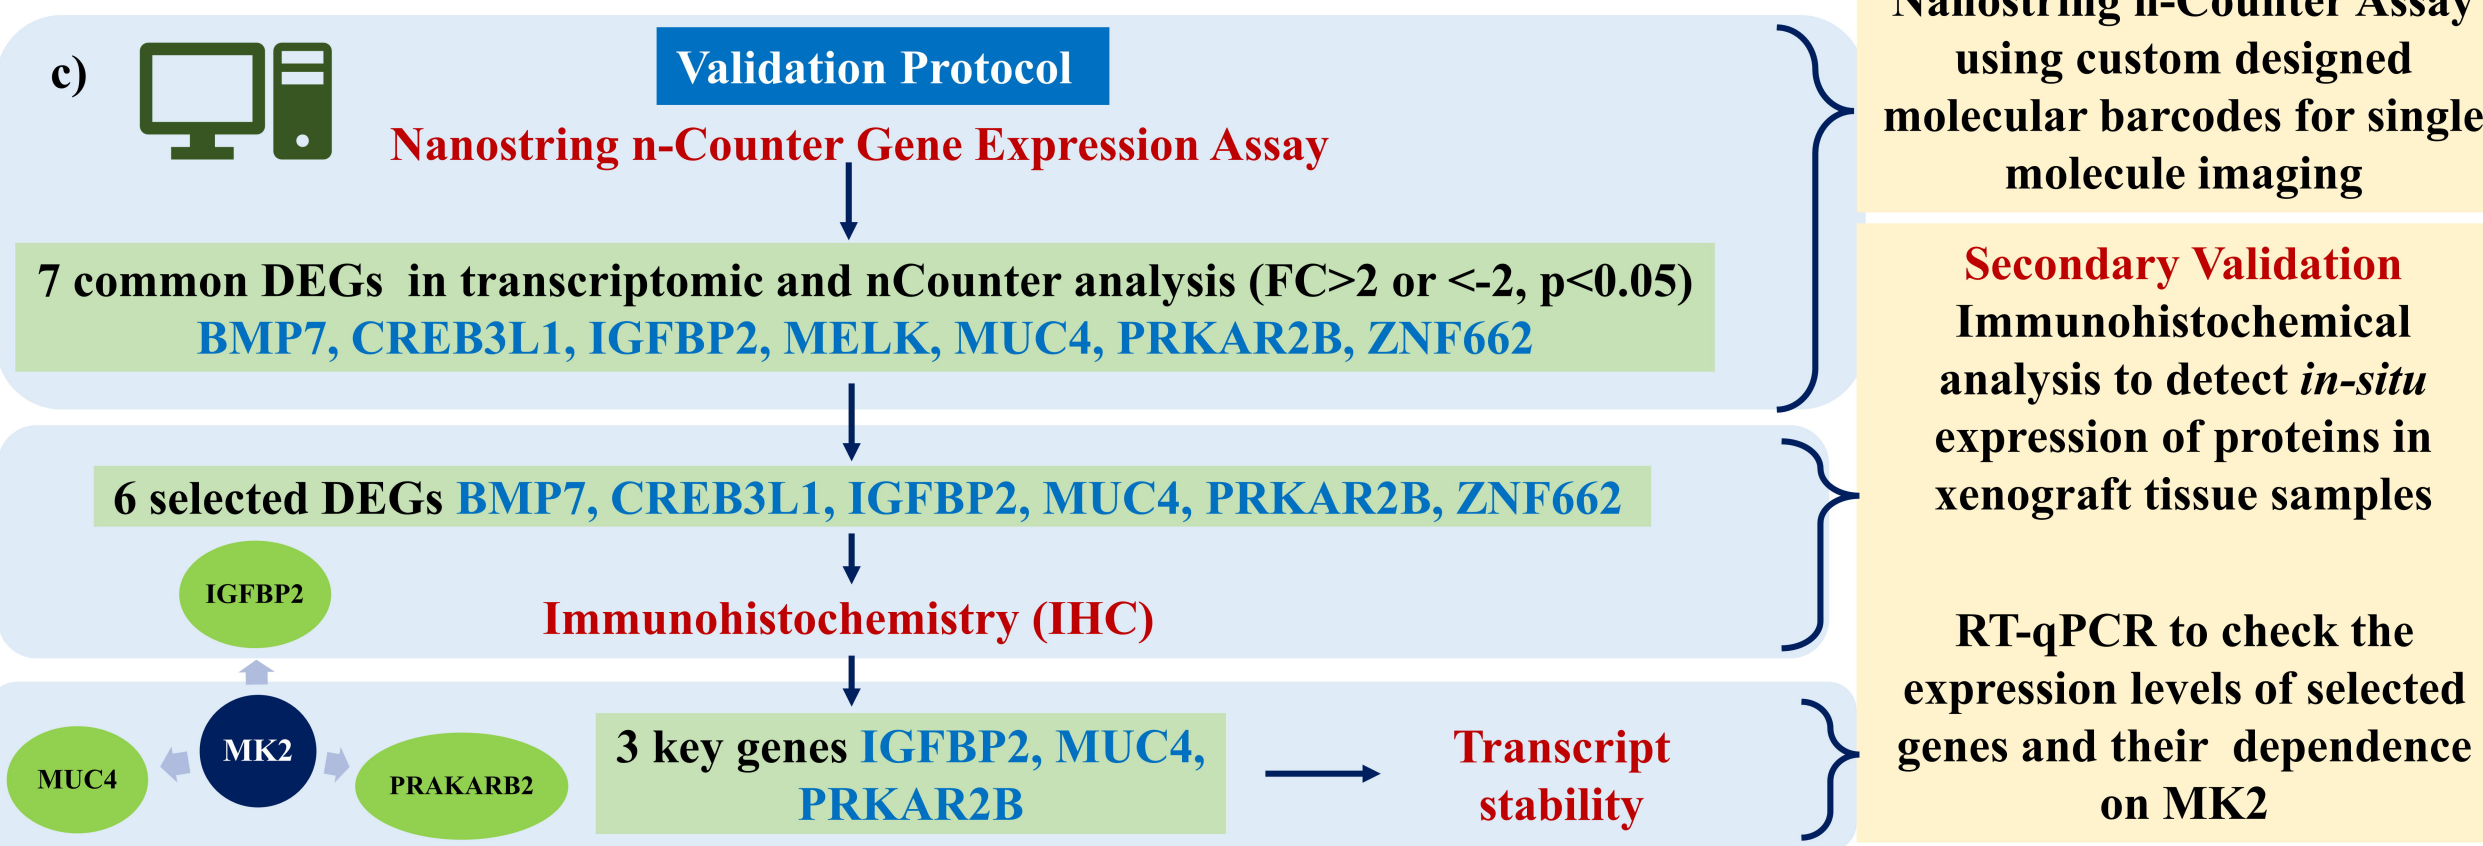 c)
Validation Protocol
Nanostring n-Counter Gene Expression Assay
7 common DEGs in transcriptomic and nCounter analysis (FC>2 or <-2, p<0.05)
BMP7, CREB3L1, IGFBP2, MELK, MUC4, PRKAR2B, ZNF662
6 selected DEGs BMP7, CREB3L1, IGFBP2, MUC4, PRKAR2B, ZNF662
Immunohistochemistry (IHC)
IGFBP2
MK2
MUC4
PRAKARB2
3 key genes IGFBP2, MUC4,
PRKAR2B
Transcript
stability
Nanostring n-Counter Assay
using custom designed
molecular barcodes for single
molecule imaging
Secondary Validation
Immunohistochemical
analysis to detect in-situ
expression of proteins in
xenograft tissue samples
RT-qPCR to check the
expression levels of selected
genes and their dependence
on MK2